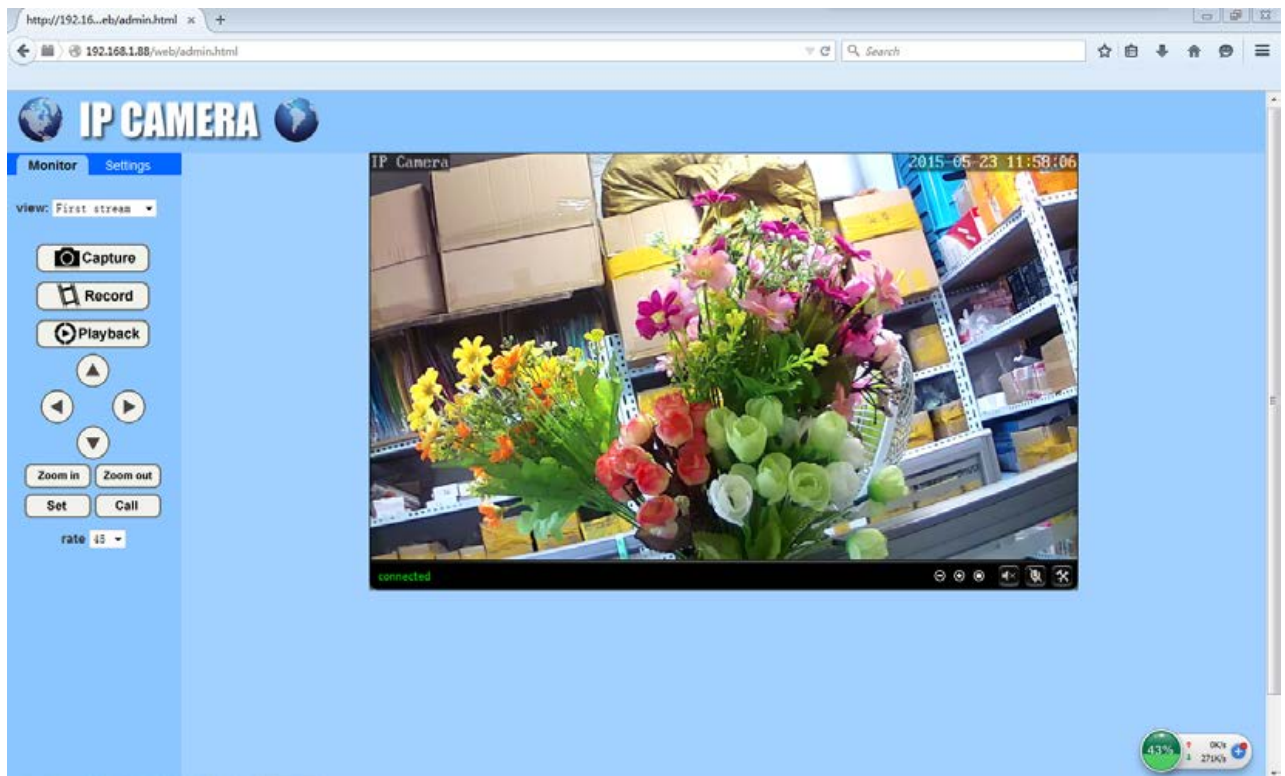 http://192.16...eb/admin.html
192.168.1.88/web/admin.html
Search
IP CAMERA
Monitor
Settings
IP Camera
2015-05-23 11:58:06
view: First stream
Capture
Record
Playback
Zoom in
Zoom out
Set
Call
rate 45
connected
43%
0K/s
271K/s